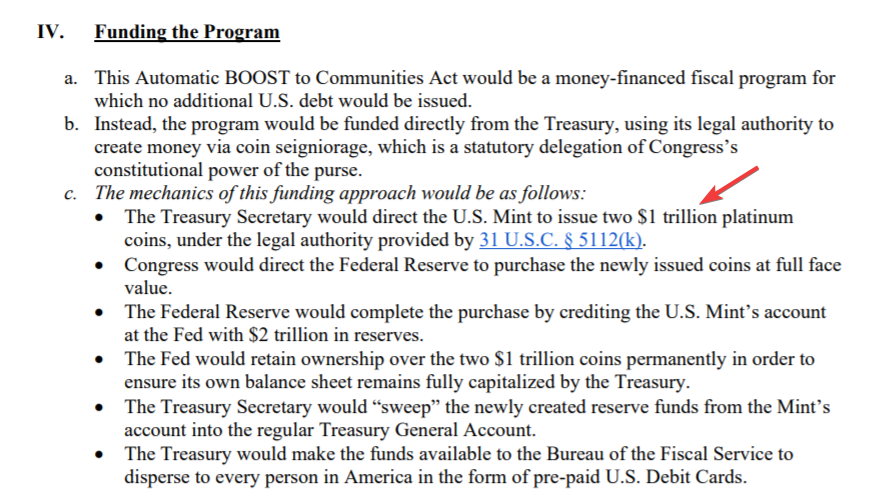 IV. Funding the Program
a. This Automatic BOOST to Communities Act would be a money-financed fiscal program for
which no additional U.S. debt would be issued.
b. Instead, the program would be funded directly from the Treasury, using its legal authority to
create money via coin seigniorage, which is a statutory delegation of Congress’s
constitutional power of the purse.
c. The mechanics of this funding approach would be as follows:
• The Treasury Secretary would direct the U.S. Mint to issue two $1 trillion platinum
coins, under the legal authority provided by 31 U.S.C. § 5112(k).
• Congress would direct the Federal Reserve to purchase the newly issued coins at full face
value.
• The Federal Reserve would complete the purchase by crediting the U.S. Mint’s account
at the Fed with $2 trillion in reserves.
• The Fed would retain ownership over the two $1 trillion coins permanently in order to
ensure its own balance sheet remains fully capitalized by the Treasury.
• The Treasury Secretary would “sweep” the newly created reserve funds from the Mint’s
account into the regular Treasury General Account.
• The Treasury would make the funds available to the Bureau of the Fiscal Service to
disperse to every person in America in the form of pre-paid U.S. Debit Cards.